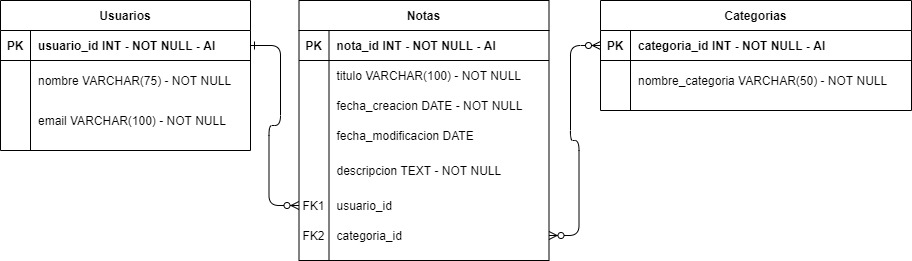 Usuarios
PK usuario_id INT - NOT NULL - AI
nombre VARCHAR(75) - NOT NULL
email VARCHAR(100) - NOT NULL
Notas
PK nota_id INT - NOT NULL - AI
titulo VARCHAR(100) - NOT NULL
fecha_creacion DATE - NOT NULL
fecha_modificacion DATE
descripcion TEXT - NOT NULL
FK1 usuario_id
FK2 categoria_id
Categorias
PK categoria_id INT - NOT NULL - AI
nombre_categoria VARCHAR(50) - NOT NULL